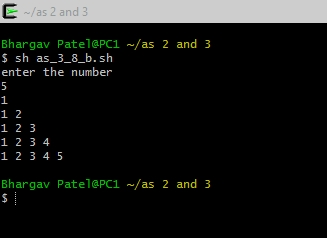 ~/as 2 and 3
Bhargav Patel@PC1 ~/as 2 and 3
$ sh as_3_8_b.sh
enter the number
5
1
1 2
1 2 3
1 2 3 4
1 2 3 4 5
Bhargav Patel@PC1 ~/as 2 and 3
$